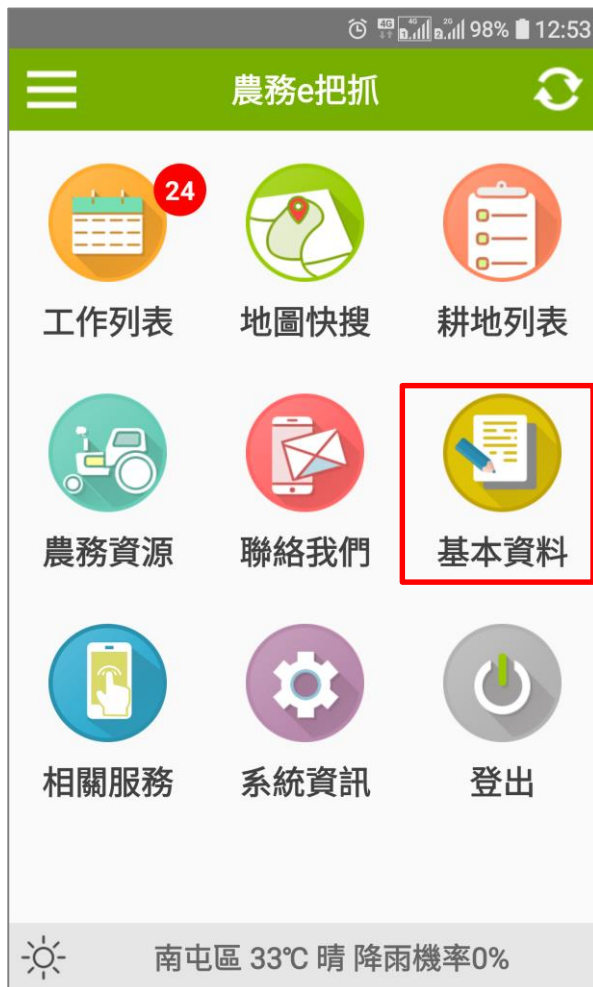 98% 12:53
農務e把抓
24
工作列表 地圖快搜 耕地列表
農務資源 聯絡我們 基本資料
相關服務 系統資訊 登出
南屯區 33℃ 晴 降雨機率0%